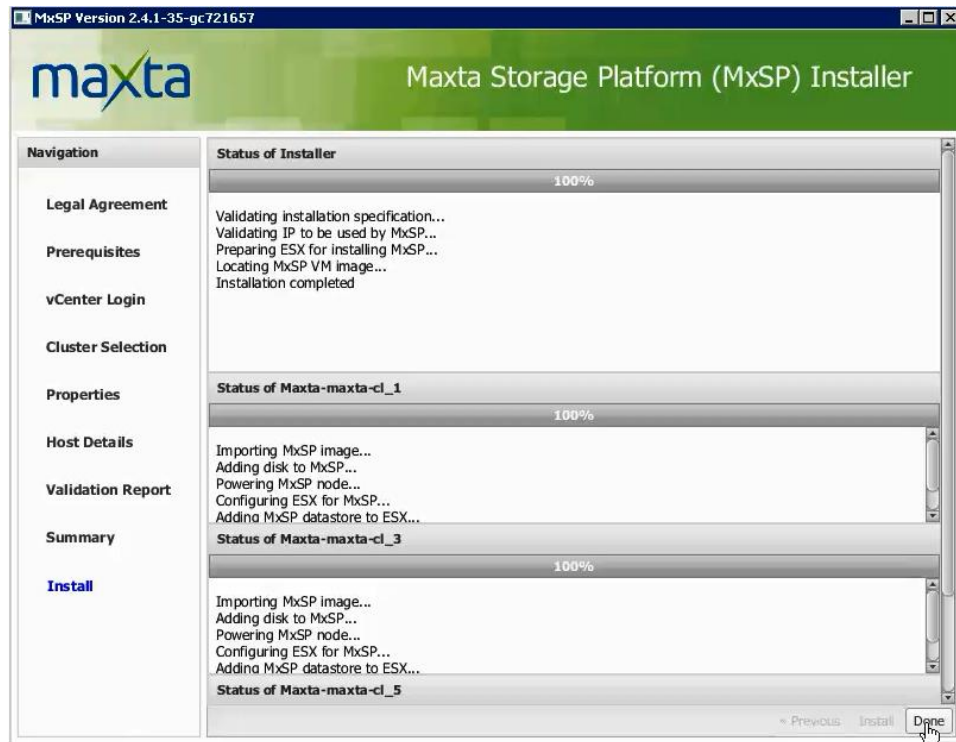 MxSP Version 2.4.1-35-gc721657
maxta
Maxta Storage Platform (MxSP) Installer
Navigation
Legal Agreement
Prerequisites
vCenter Login
Cluster Selection
Properties
Host Details
Validation Report
Summary
Install
Status of Installer
100%
Validating installation specification...
Validating IP to be used by MxSP...
Preparing ESX for installing MxSP...
Locating MxSP VM image...
Installation completed
Status of Maxta-maxta-cl_1
100%
Importing MxSP image...
Adding disk to MxSP...
Powering MxSP node...
Configuring ESX for MxSP...
Adding MxSP datastore to ESX...
Status of Maxta-maxta-cl_3
100%
Importing MxSP image...
Adding disk to MxSP...
Powering MxSP node...
Configuring ESX for MxSP...
Adding MxSP datastore to ESX...
Status of Maxta-maxta-cl_5
« Previous Install Done